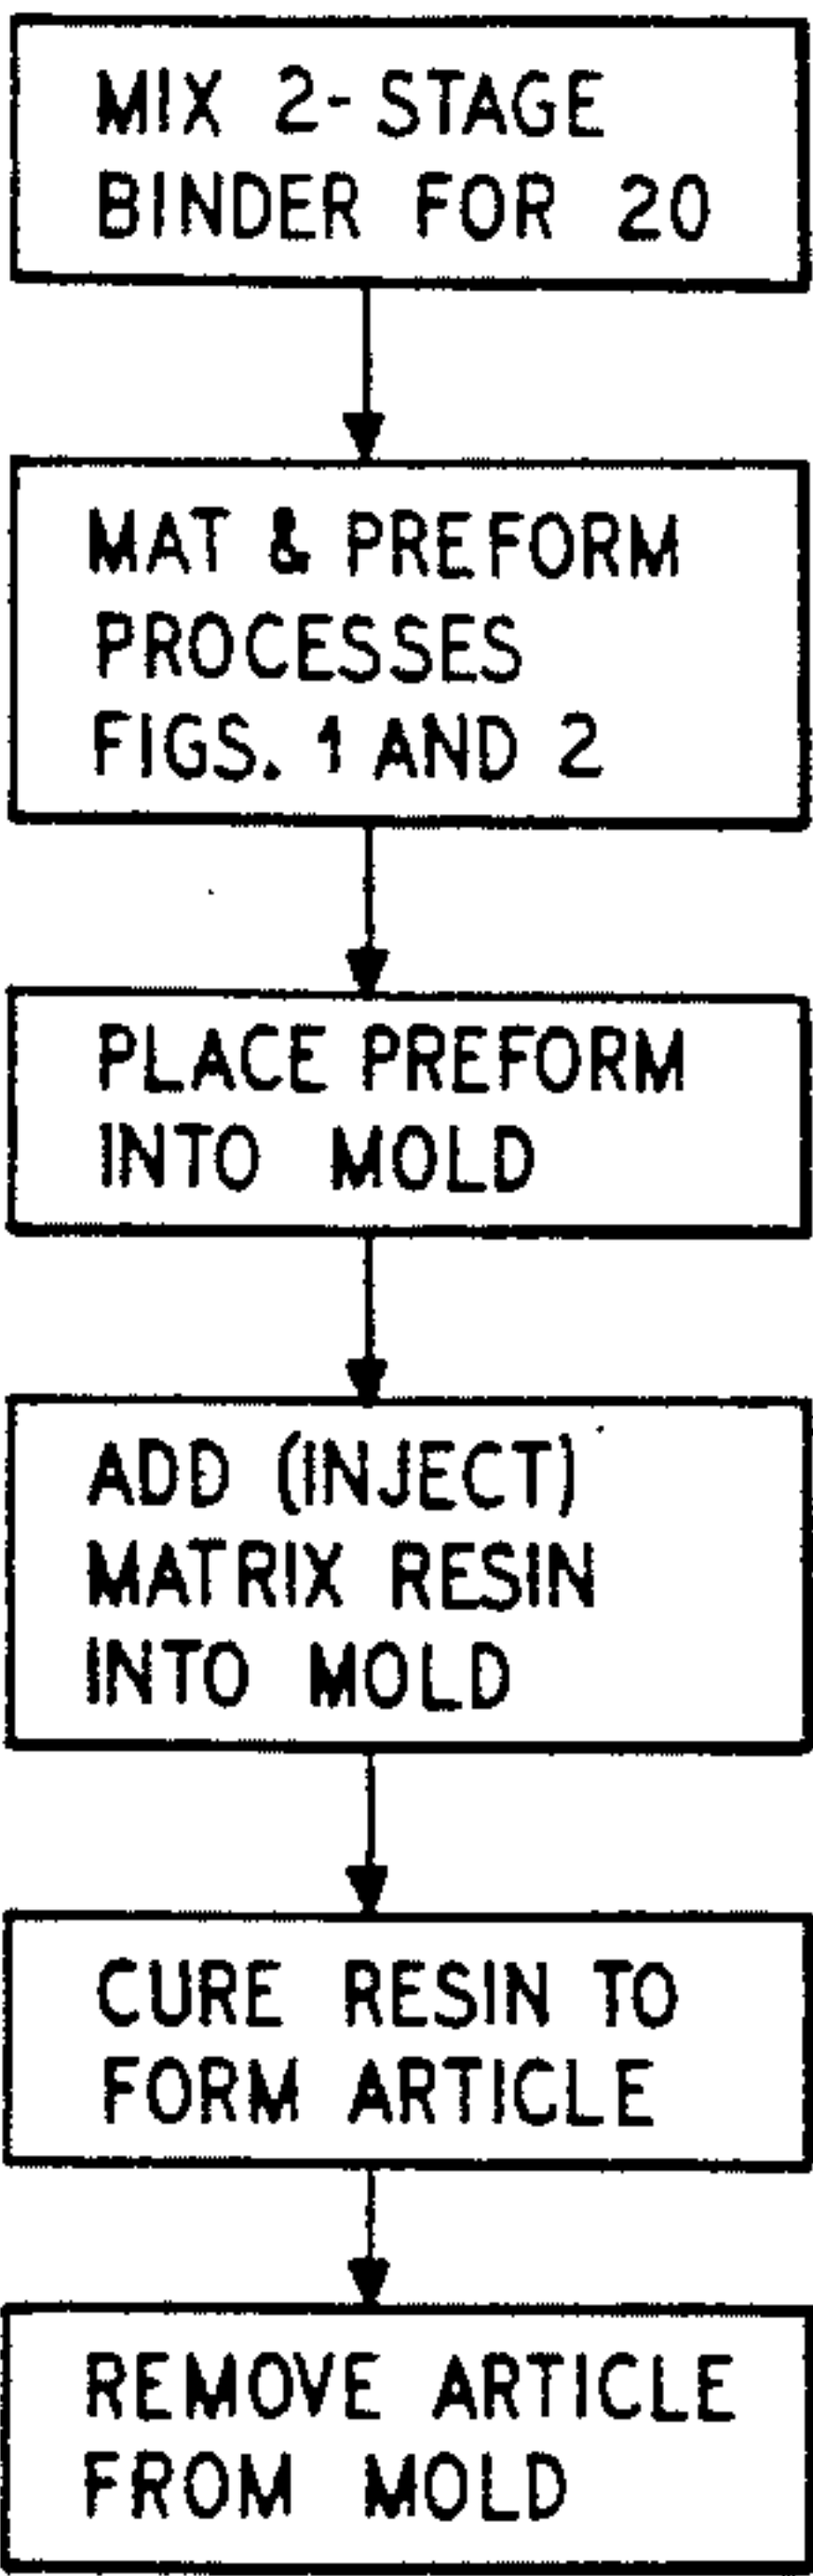 MIX 2-STAGE
BINDER FOR 20
MAT & PREFORM
PROCESSES
FIGS. 1 AND 2
PLACE PREFORM
INTO MOLD
ADD (INJECT)
MATRIX RESIN
INTO MOLD
CURE RESIN TO
FORM ARTICLE
REMOVE ARTICLE
FROM MOLD